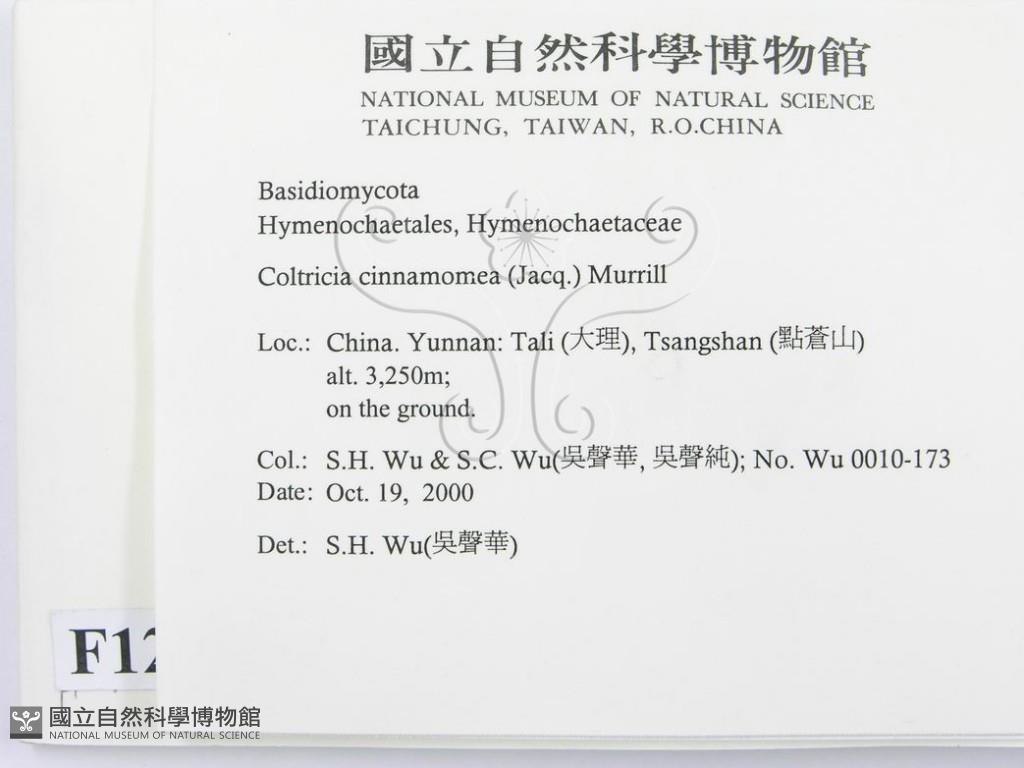 國立自然科學博物館
NATIONAL MUSEUM OF NATURAL SCIENCE
TAICHUNG, TAIWAN, R.O.CHINA
Basidiomycota
Hymenochaetales, Hymenochaetaceae
Coltricia cinnamomea (Jacq.) Murrill
Loc.: China. Yunnan: Tali (大理), Tsangshan (點蒼山)
alt. 3,250m;
on the ground.
Col.: S.H. Wu & S.C. Wu(吳聲華, 吳聲純); No. Wu 0010-173
Date: Oct. 19, 2000
Det.: S.H. Wu(吳聲華)
F12
國立自然科學博物館
NATIONAL MUSEUM OF NATURAL SCIENCE